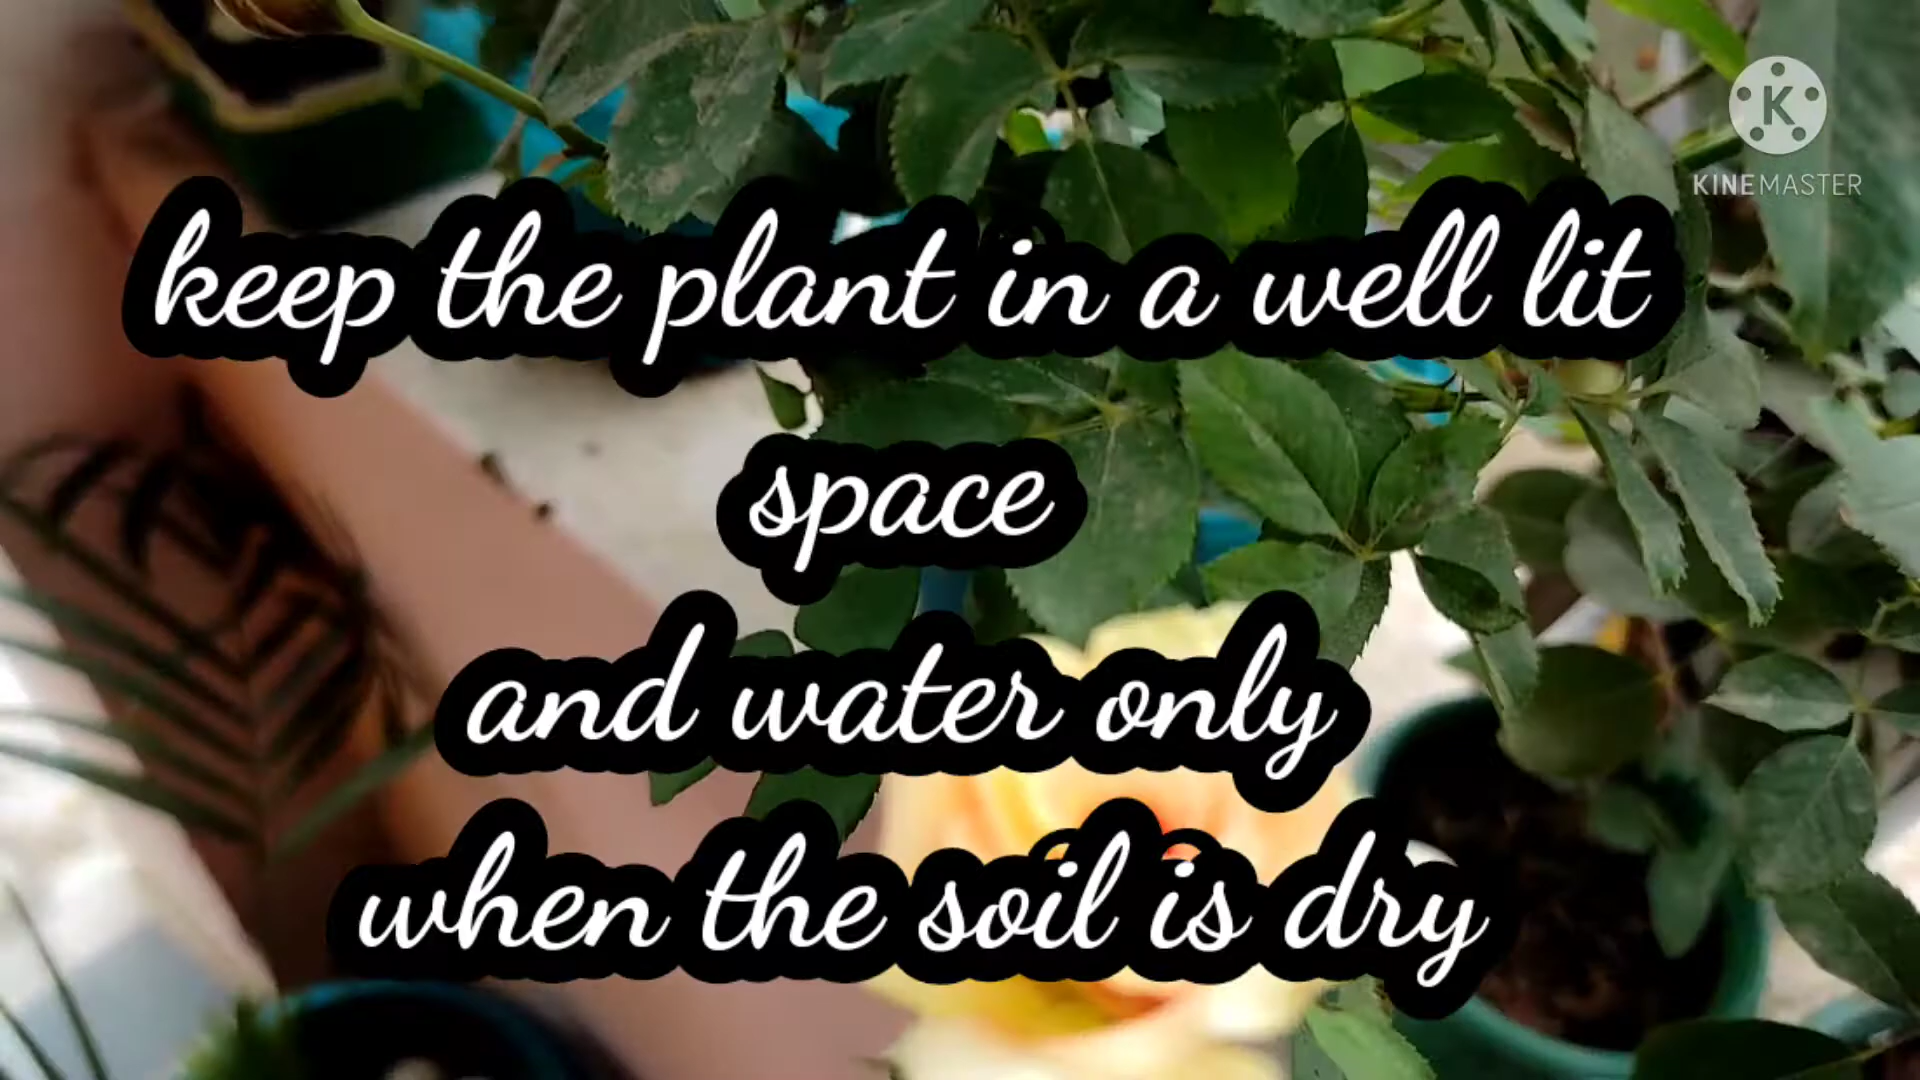 KINEMASTER
keep the plant in a well lit
space
and water only
when the soil is dry